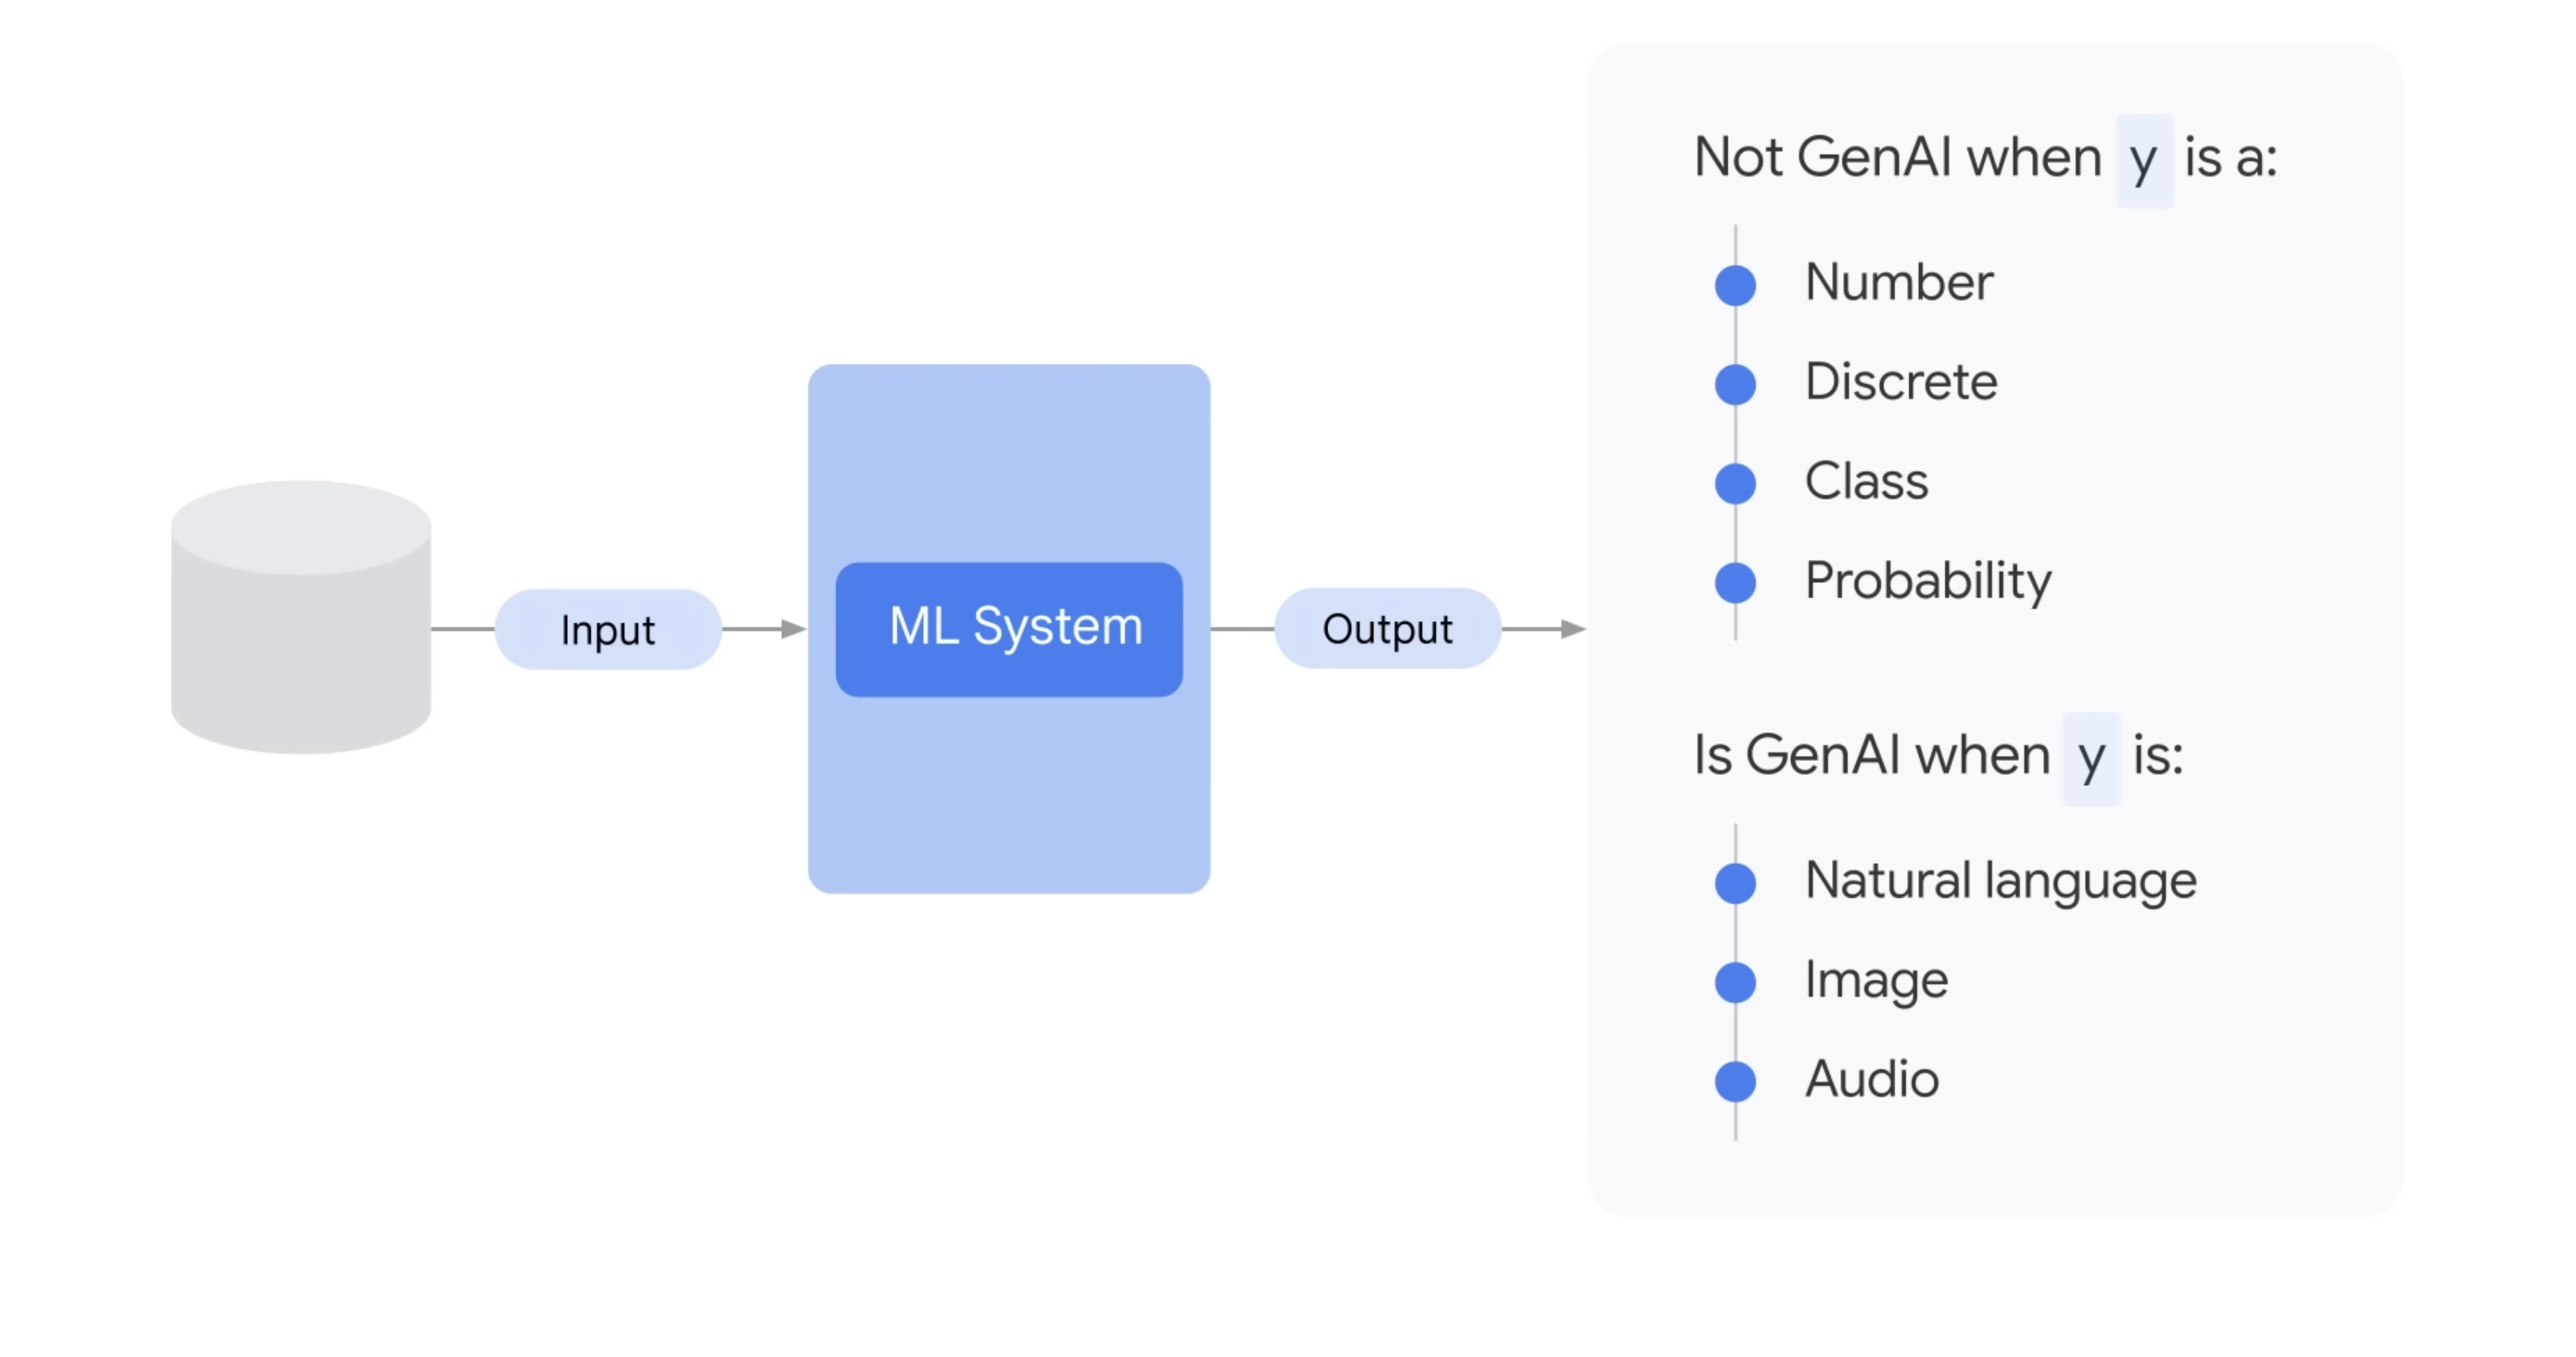 Input
ML System
Output
Not GenAI when y is a:
Number
Discrete
Class
Probability
Is GenAI when y is:
Natural language
Image
Audio